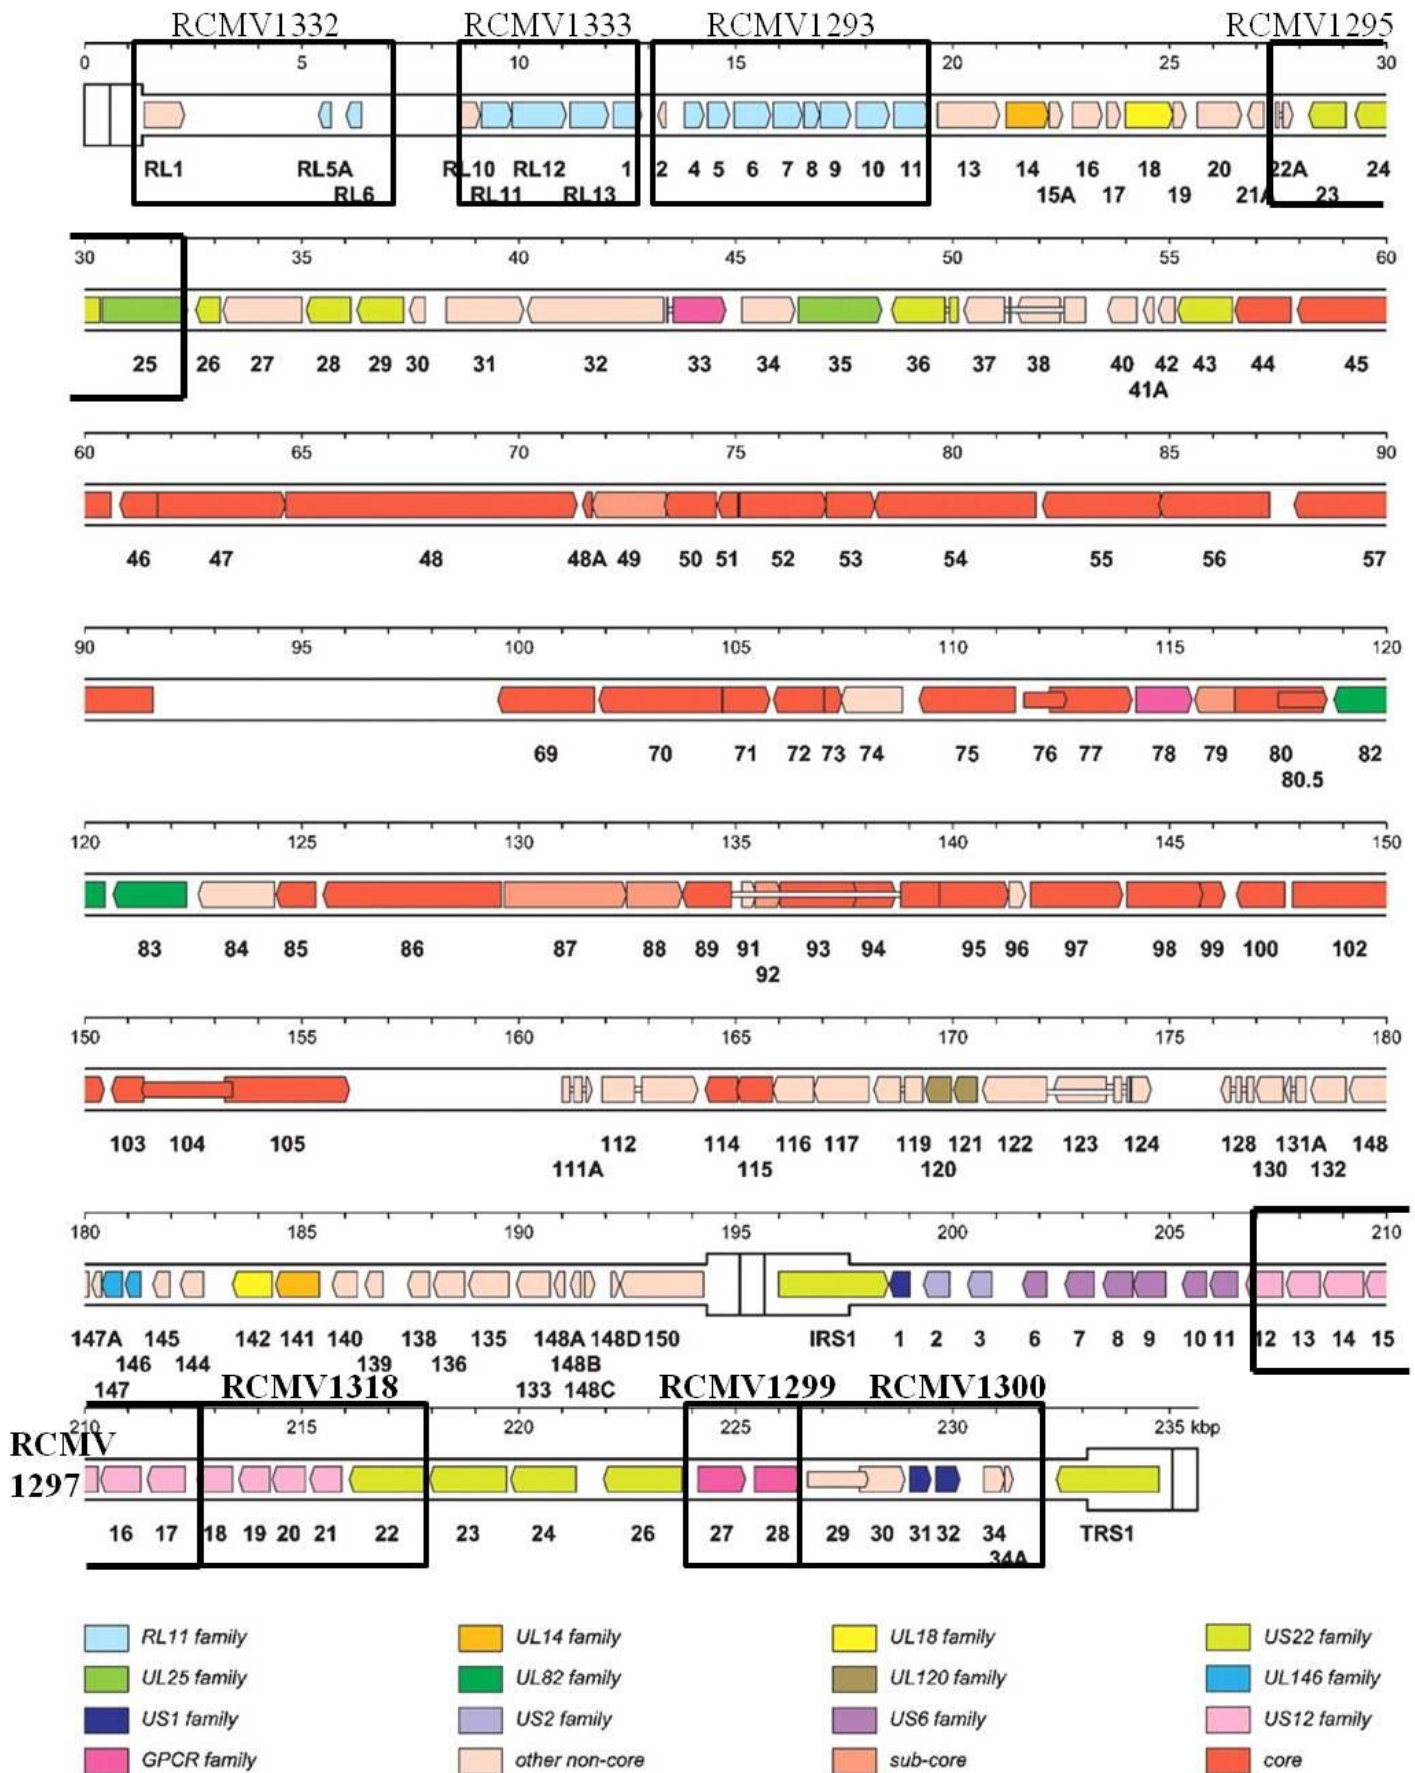 RCMV1332 RCMV1333 RCMV1293 RCMV1295
0 5 10 15 20 25 30
RL1 RL5A RL10 RL12 1 2 4 5 6 7 8 9 10 11 13 14 16 18 20 22A 24
RL6 RL11 RL13 15A 17 19 21A 23
30 35 40 45 50 55 60
25 26 27 28 29 30 31 32 33 34 35 36 37 38 40 42 43 44 45
41A
60 65 70 75 80 85 90
46 47 48 48A 49 50 51 52 53 54 55 56 57
90 95 100 105 110 115 120
69 70 71 72 73 74 75 76 77 78 79 80 82
80.5
120 125 130 135 140 145 150
83 84 85 86 87 88 89 91 93 94 95 96 97 98 99 100 102
92
150 155 160 165 170 175 180
103 104 105 112 114 116 117 119 121 122 123 124 128 131A 148
111A 115 120 130 132
180 185 190 195 200 205 210
147A 145 142 141 140 138 135 148A 148D 150 IRS1 1 2 3 6 7 8 9 10 11 12 13 14 15
146 144 139 136 148B
147 133 148C
RCMV1318 RCMV1299 RCMV1300
210 215 220 225 230 235 kbp
RCMV
1297
16 17 18 19 20 21 22 23 24 26 27 28 29 30 31 32 34 TRS1
34A
RL11 family UL14 family UL18 family US22 family
UL25 family UL82 family UL120 family UL146 family
US1 family US2 family US6 family US12 family
GPCR family other non-core sub-core core